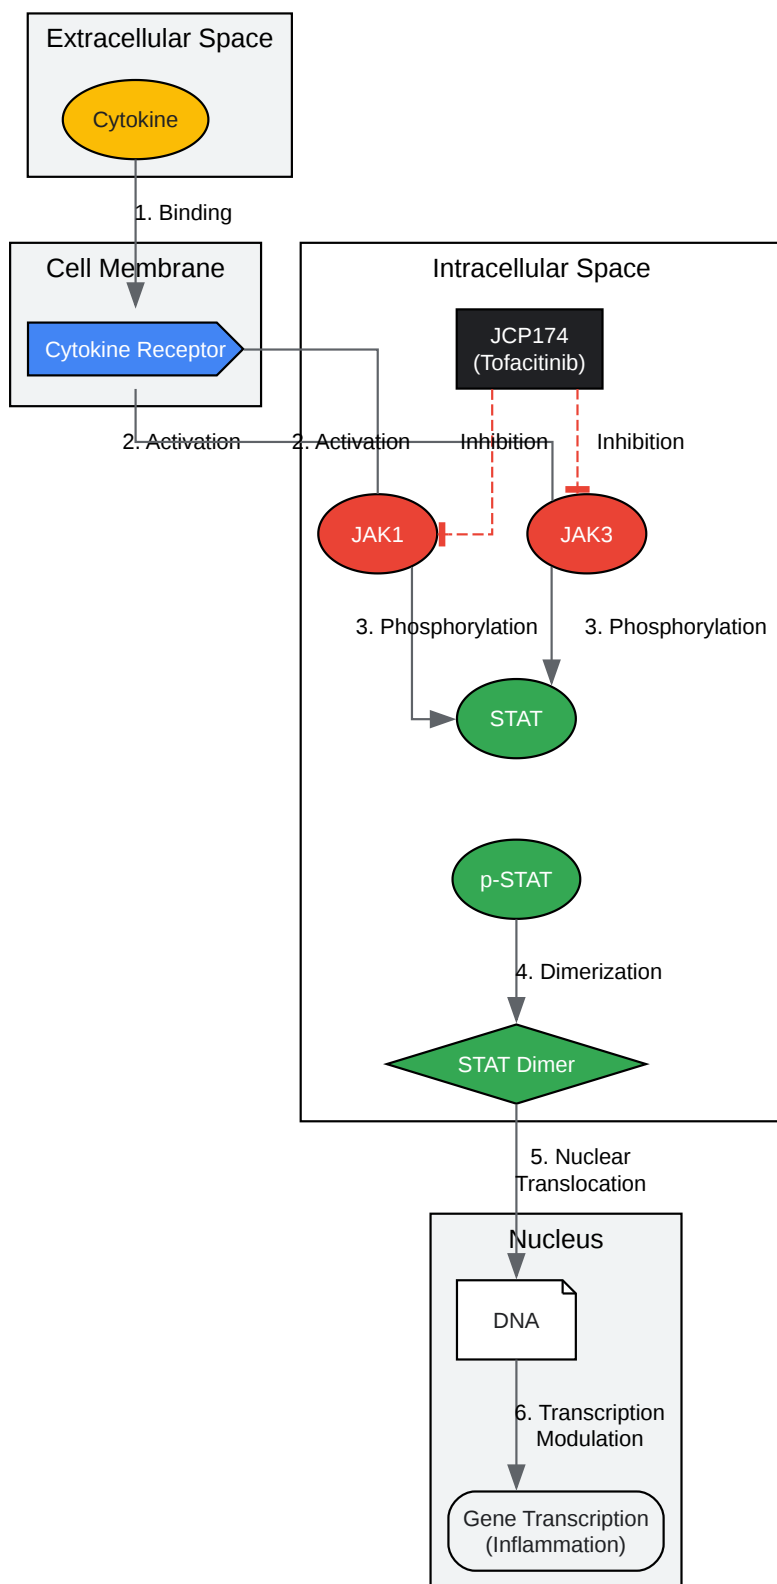 Extracellular Space
Cytokine
1. Binding
Cell Membrane
Cytokine Receptor
Intracellular Space
JCP174
(Tofacitinib)
2. Activation
2. Activation
Inhibition
Inhibition
JAK1
JAK3
3. Phosphorylation
3. Phosphorylation
STAT
p-STAT
4. Dimerization
STAT Dimer
5. Nuclear
Translocation
Nucleus
DNA
6. Transcription
Modulation
Gene Transcription
(Inflammation)